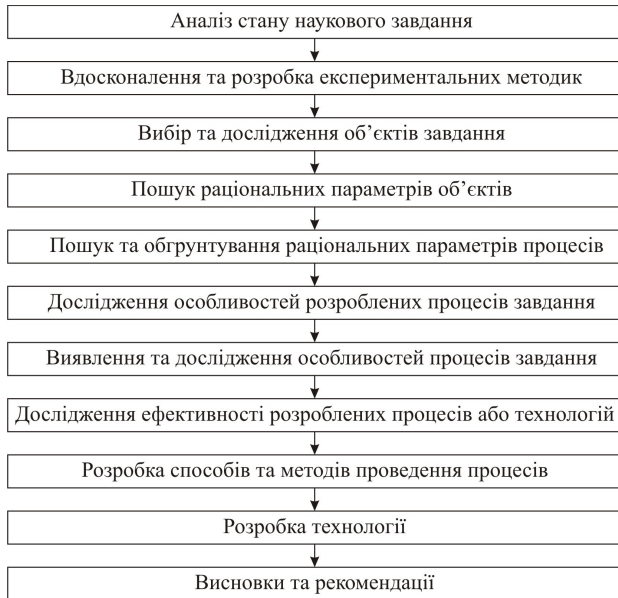 Аналіз стану наукового завдання
Вдосконалення та розробка експериментальних методик
Вибір та дослідження об’єктів завдання
Пошук раціональних параметрів об’єктів
Пошук та обгрунтування раціональних параметрів процесів
Дослідження особливостей розроблених процесів завдання
Виявлення та дослідження особливостей процесів завдання
Дослідження ефективності розроблених процесів або технологій
Розробка способів та методів проведення процесів
Розробка технології
Висновки та рекомендації